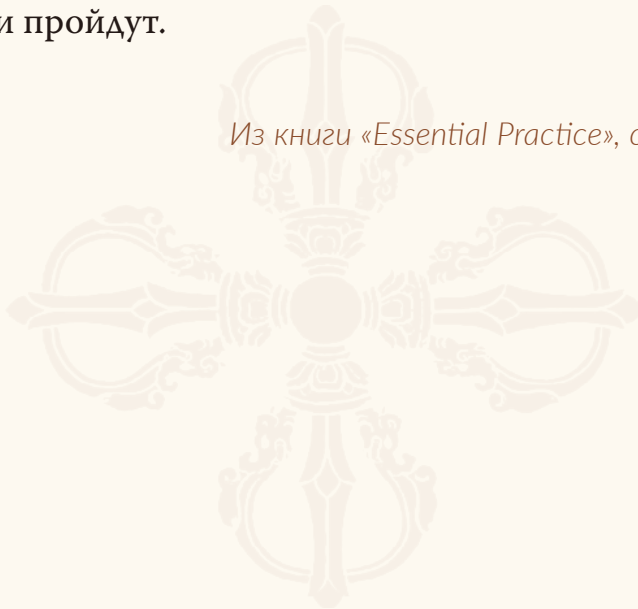 и пройдут.
Из книги «Essential Practice», с